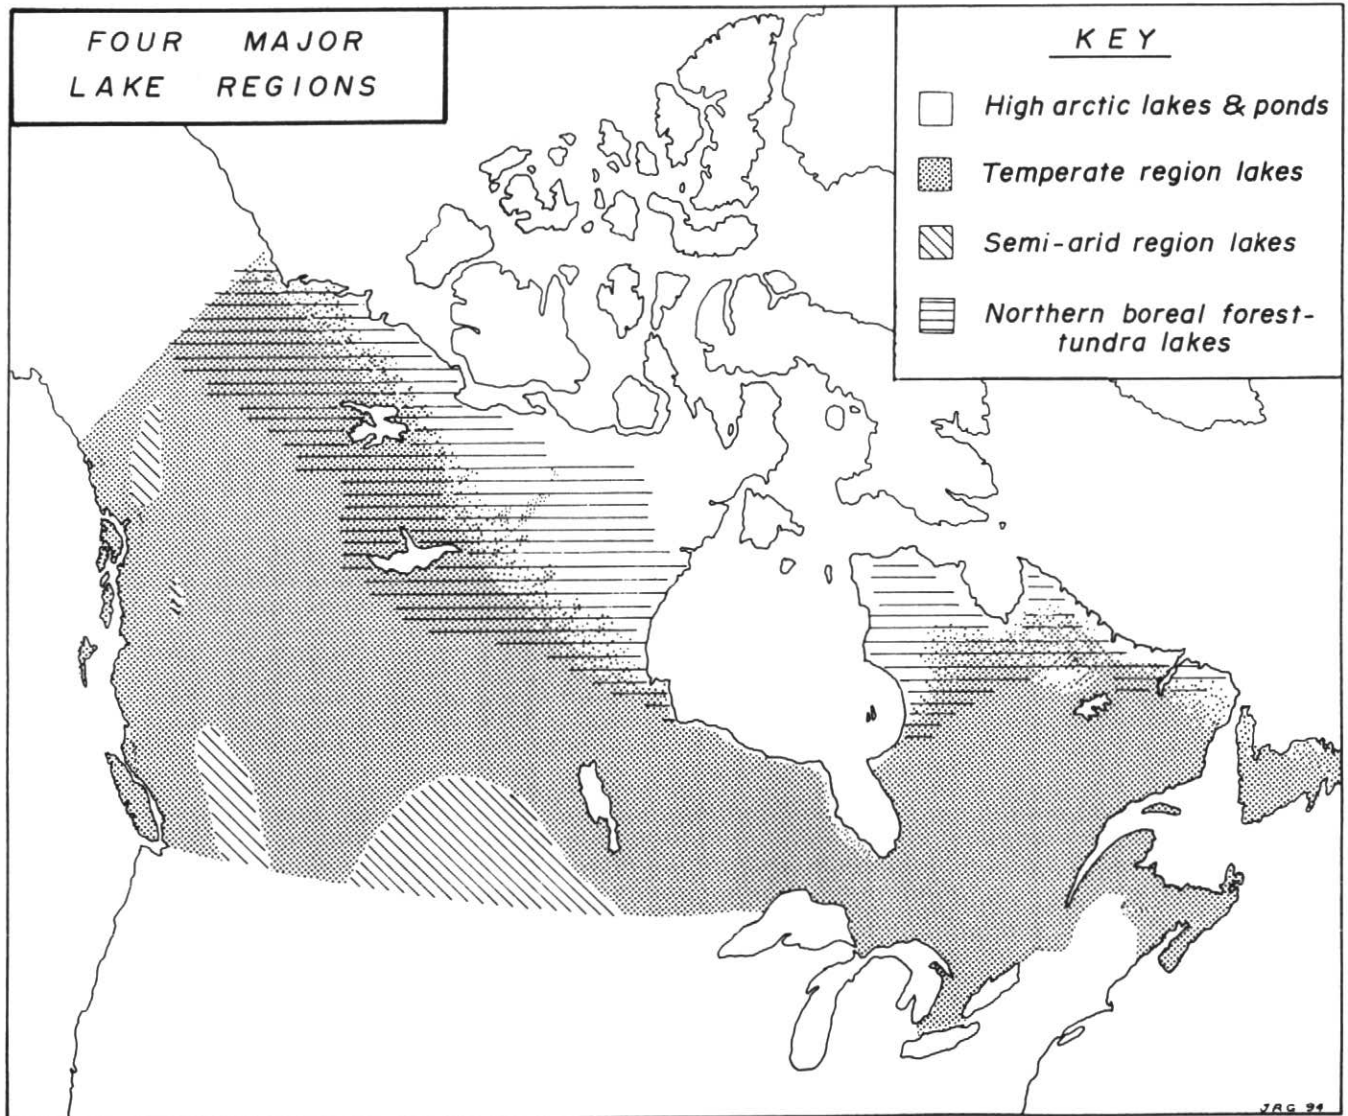 FOUR MAJOR
LAKE REGIONS
KEY
High arctic lakes & ponds
Temperate region lakes
Semi-arid region lakes
Northern boreal forest-
tundra lakes
JRG 94